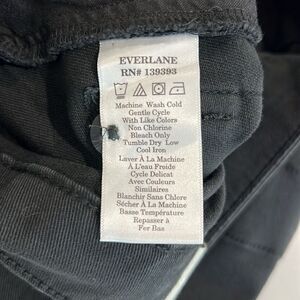 EVERLANE
RN# 139393
Machine Wash Cold
Gentle Cycle
With Like Colors
Non Chlorine
Bleach Only
Tumble Dry Low
Cool Iron
Laver À La Machine
À L'eau Froide
Cycle Delicat
Avec Couleurs
Similaires
Blanchir Sans Chlore
Sécher À La Machine
Basse Température
Repasser à
Fer Bas